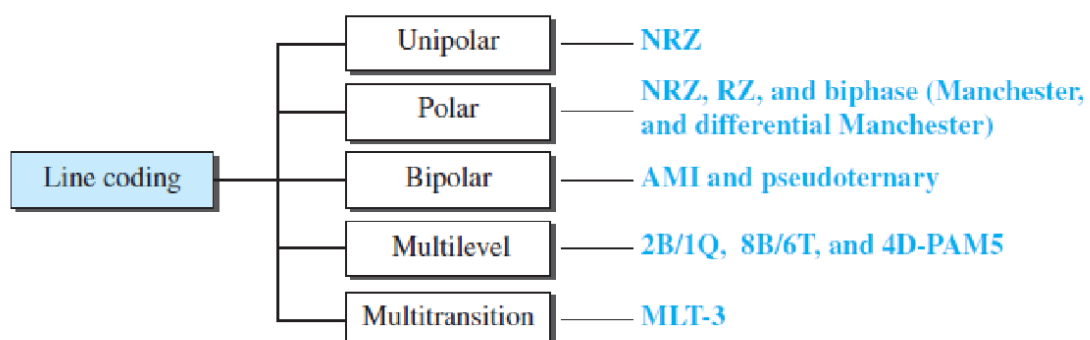 Unipolar
NRZ
Polar
NRZ, RZ, and biphase (Manchester,
and differential Manchester)
Line coding
Bipolar
AMI and pseudoternary
Multilevel
2B/1Q, 8B/6T, and 4D-PAM5
Multitransition
MLT-3